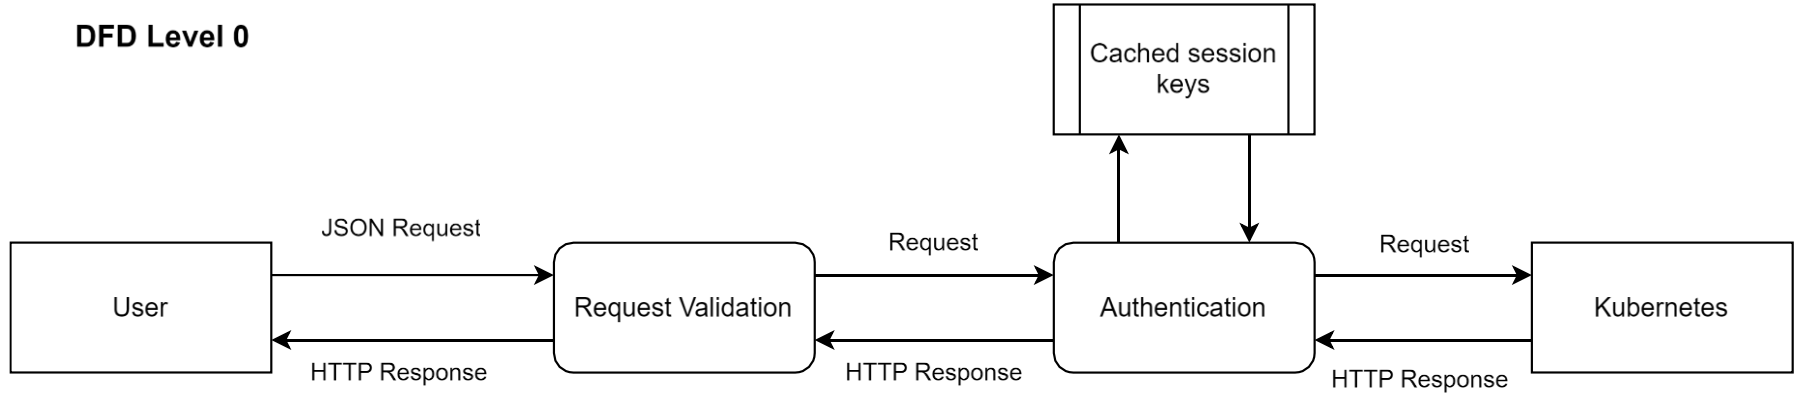 DFD Level 0
Cached session
keys
JSON Request
Request
Request
User
Request Validation
Authentication
Kubernetes
HTTP Response
HTTP Response
HTTP Response